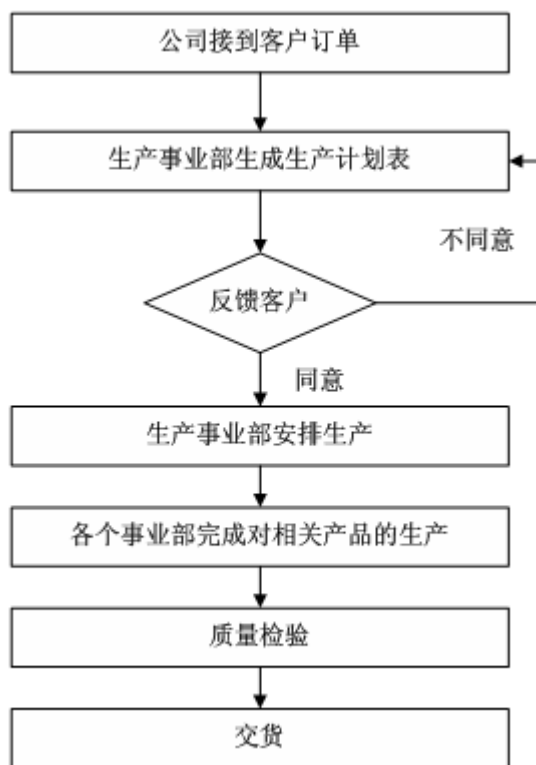 公司接到客户订单
生产事业部生成生产计划表
不同意
反馈客户
同意
生产事业部安排生产
各个事业部完成对相关产品的生产
质量检验
交货